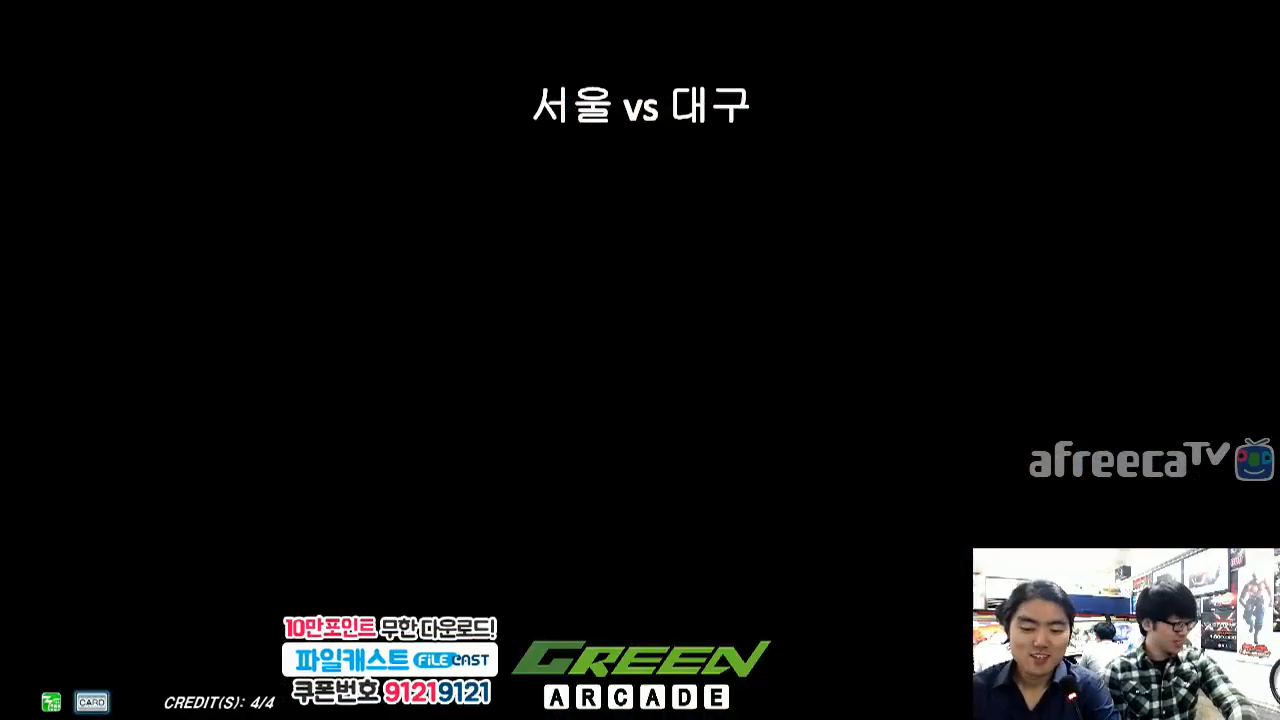 서울 vs 대구
afreecaTV
10만포인트 무한 다운로드!
파일캐스트 FILECAST
쿠폰번호 91219121
GREEN
ARCADE
CARD
CREDIT(S): 4/4